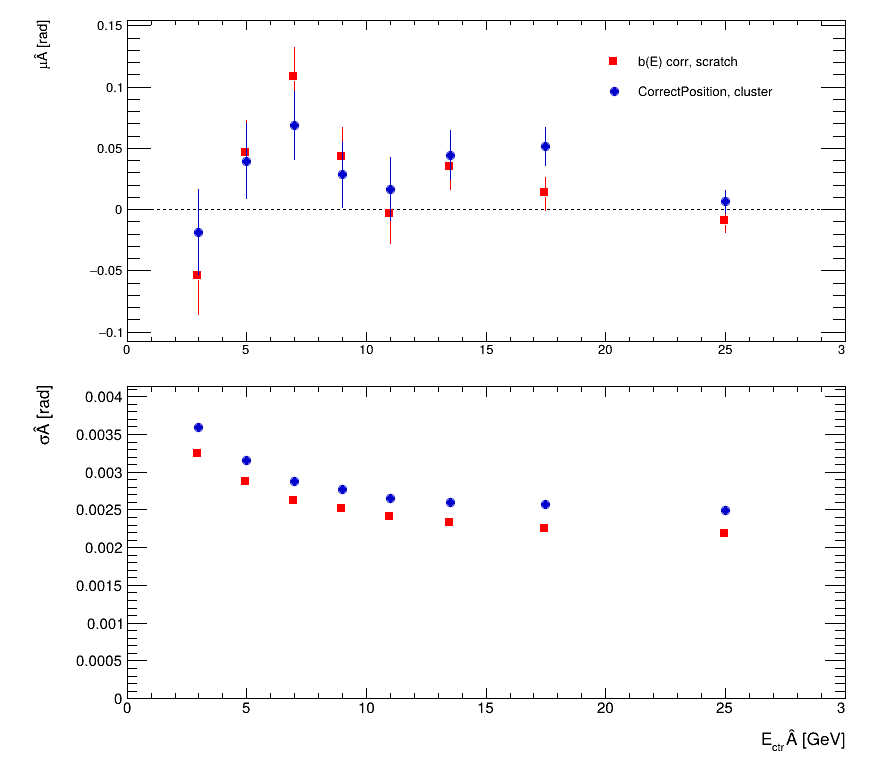 μÂ [rad]
0.15
0.1
0.05
0
−0.05
−0.1
b(E) corr, scratch
CorrectPosition, cluster
0 5 10 15 20 25 3
σÂ [rad]
0.004
0.0035
0.003
0.0025
0.002
0.0015
0.001
0.0005
0
0 5 10 15 20 25 3
E_ctr Â [GeV]